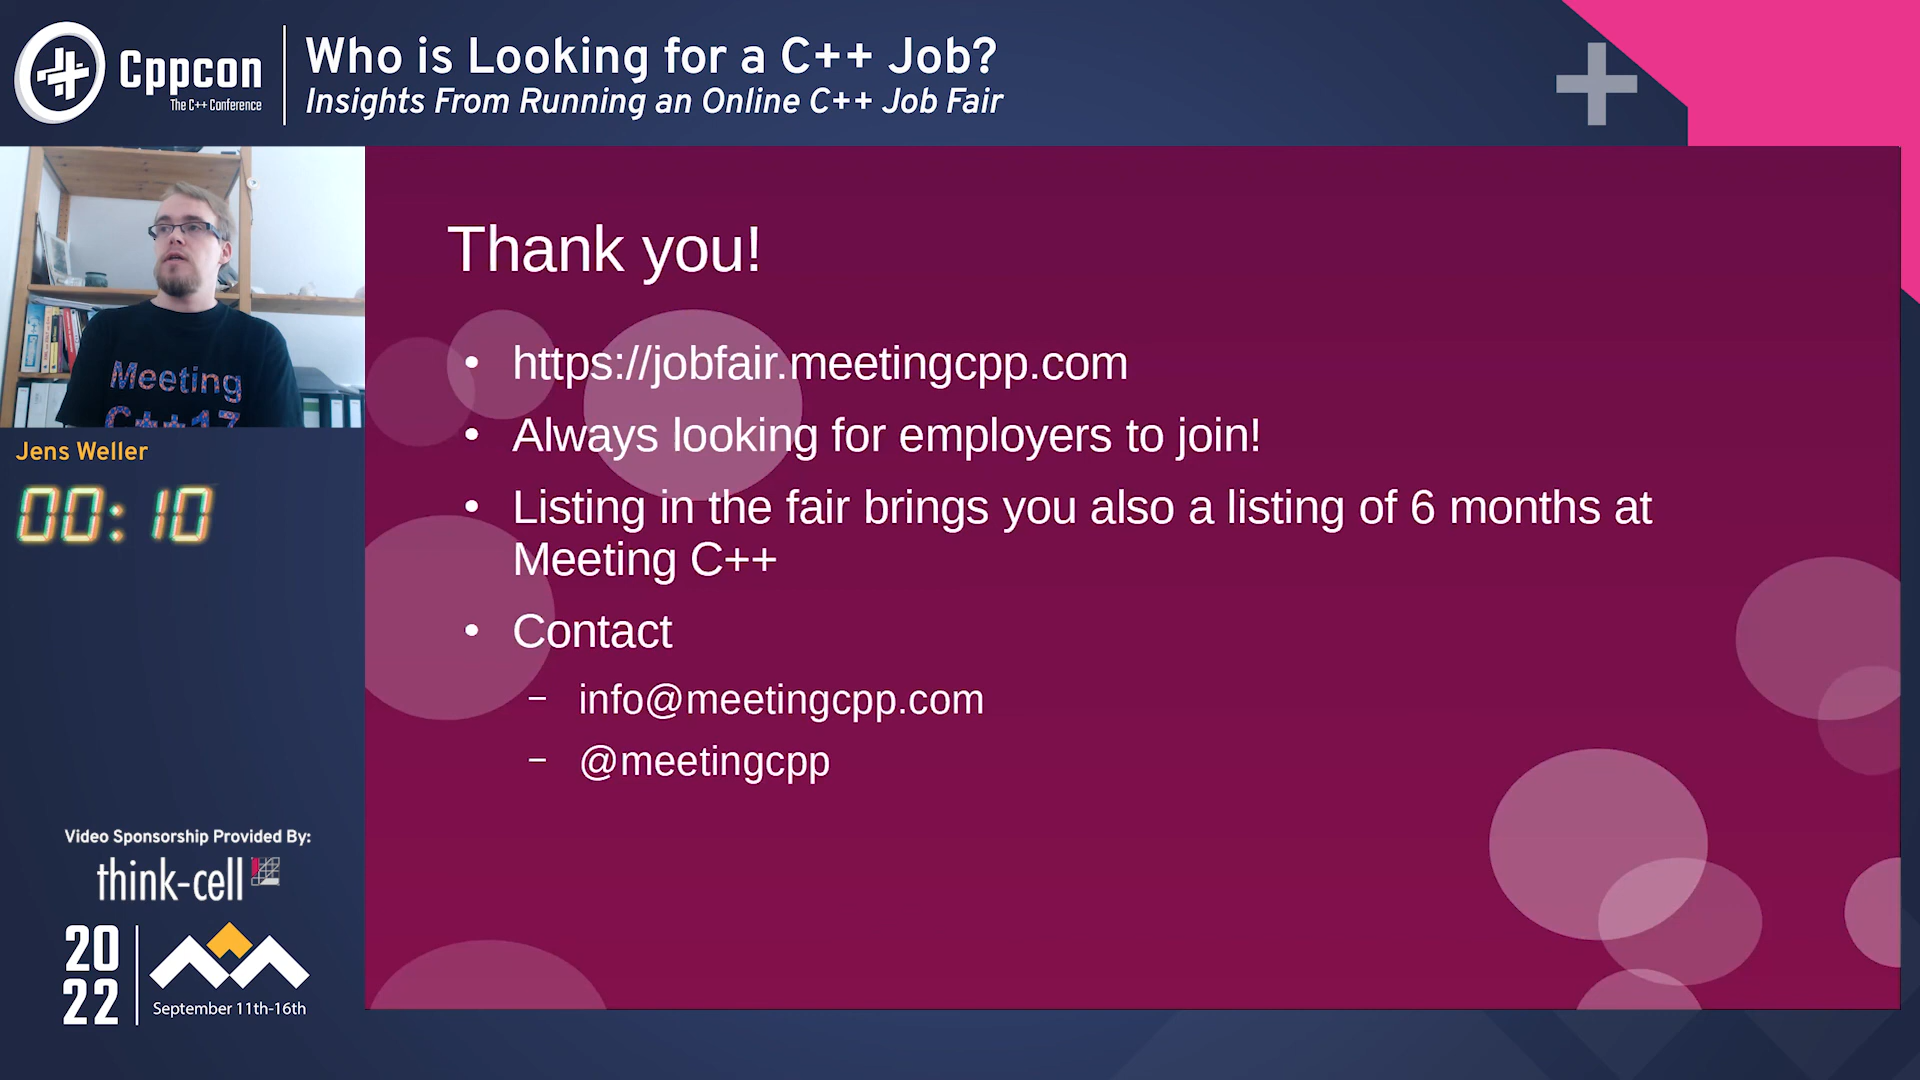 Cppcon
The C++ Conference
Who is Looking for a C++ Job?
Insights From Running an Online C++ Job Fair
Meeting
C++17
Jens Weller
00:10
Thank you!
• https://jobfair.meetingcpp.com
• Always looking for employers to join!
• Listing in the fair brings you also a listing of 6 months at
Meeting C++
• Contact
– info@meetingcpp.com
– @meetingcpp
Video Sponsorship Provided By:
think-cell
20
22
September 11th-16th